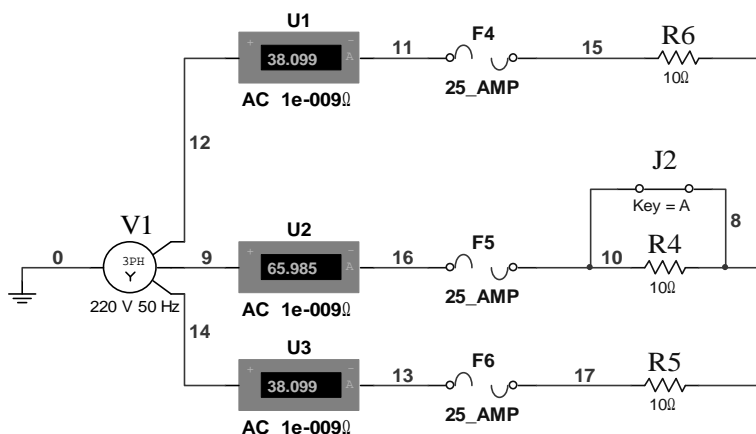 U1
+ 38.099 − A
AC 1e-009Ω
11
F4
25_AMP
15
R6
10Ω
12
J2
Key = A
8
V1
3PH
Y
220 V 50 Hz
0
9
U2
+ 65.985 − A
AC 1e-009Ω
16
F5
25_AMP
10
R4
10Ω
14
U3
+ 38.099 − A
AC 1e-009Ω
13
F6
25_AMP
17
R5
10Ω